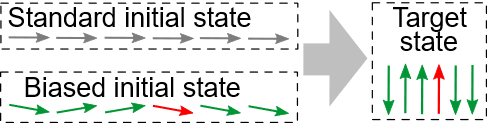 Standard initial state
Biased initial state
Target
state